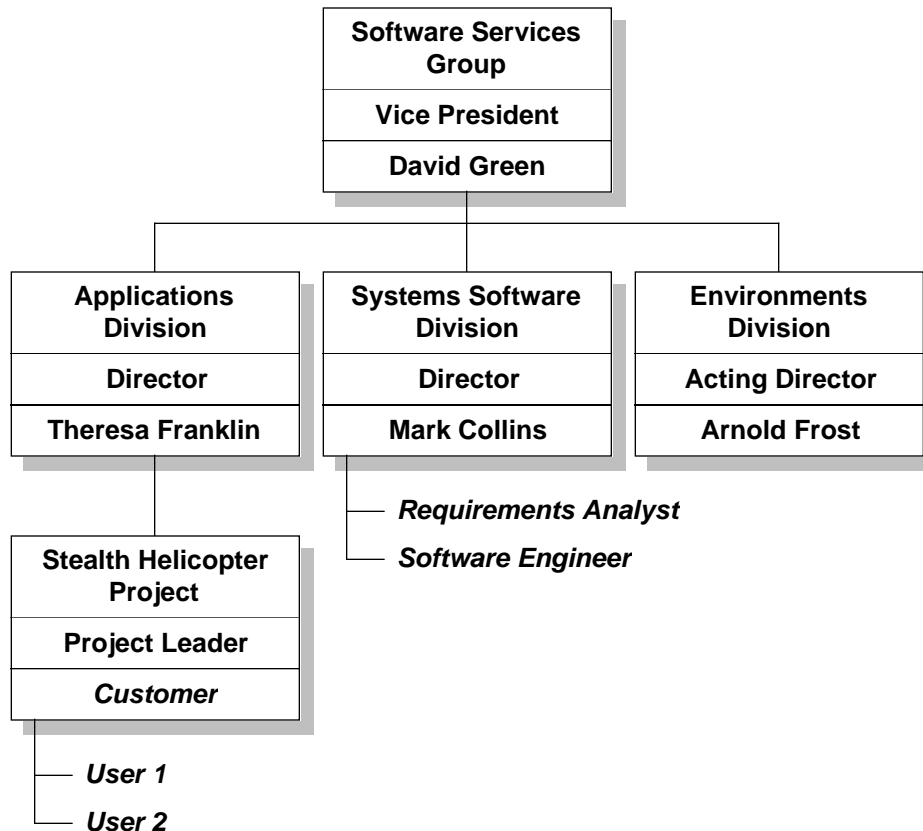 Software Services
Group
Vice President
David Green
Applications
Division
Director
Theresa Franklin
Systems Software
Division
Director
Mark Collins
Environments
Division
Acting Director
Arnold Frost
Requirements Analyst
Software Engineer
Stealth Helicopter
Project
Project Leader
Customer
User 1
User 2